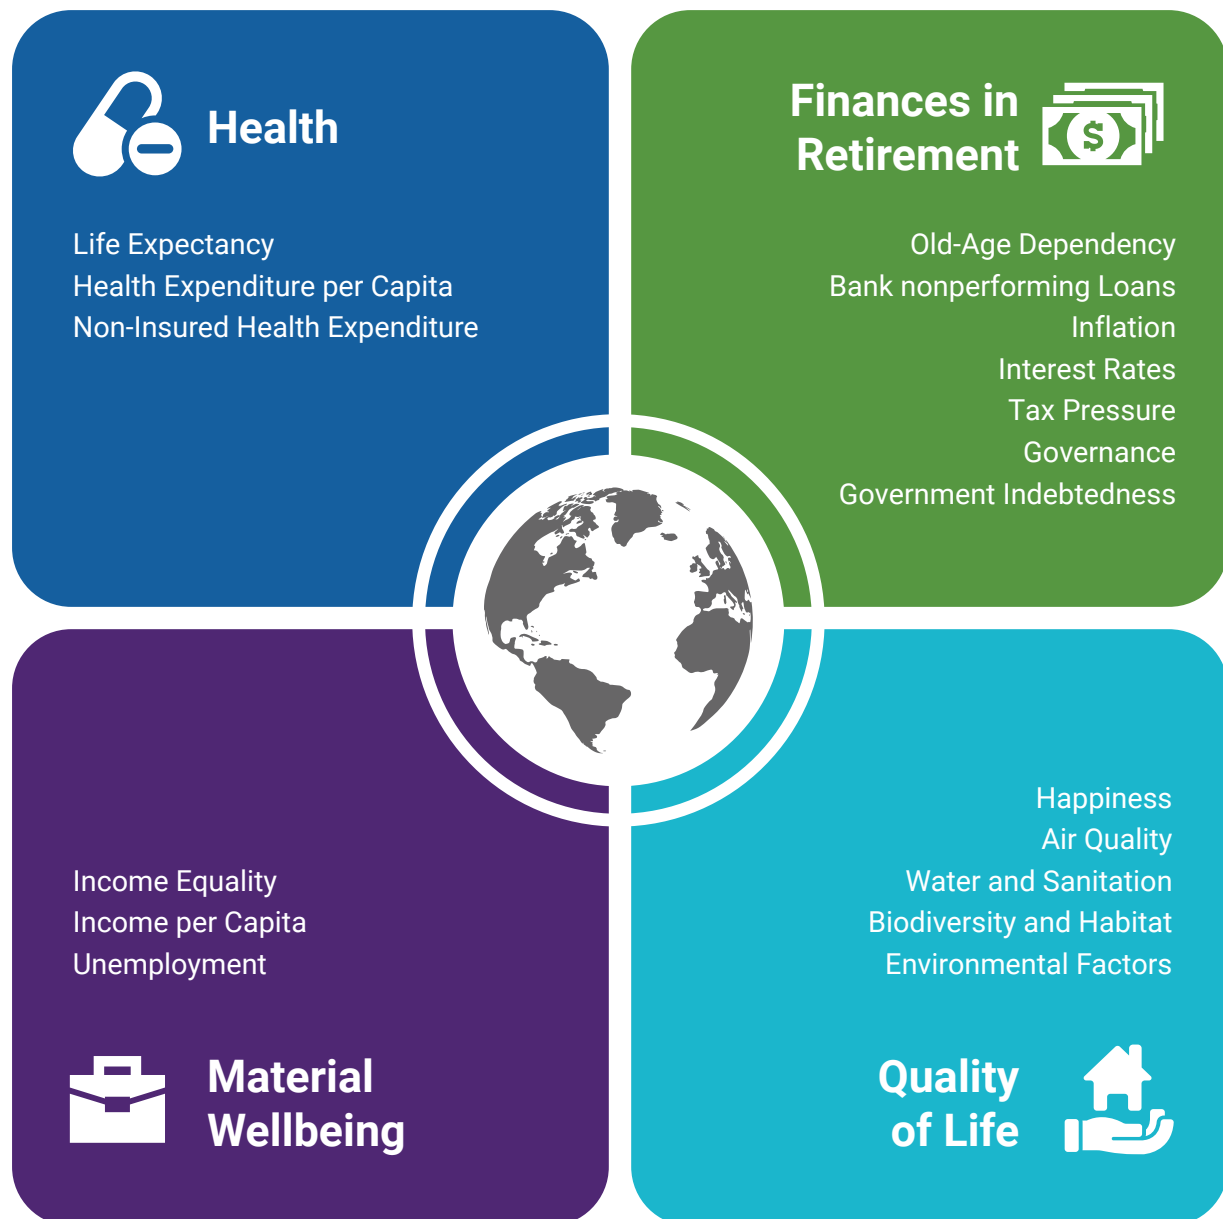 Health
Life Expectancy
Health Expenditure per Capita
Non-Insured Health Expenditure
Finances in
Retirement
$
Old-Age Dependency
Bank nonperforming Loans
Inflation
Interest Rates
Tax Pressure
Governance
Government Indebtedness
Income Equality
Income per Capita
Unemployment
Material
Wellbeing
Happiness
Air Quality
Water and Sanitation
Biodiversity and Habitat
Environmental Factors
Quality
of Life